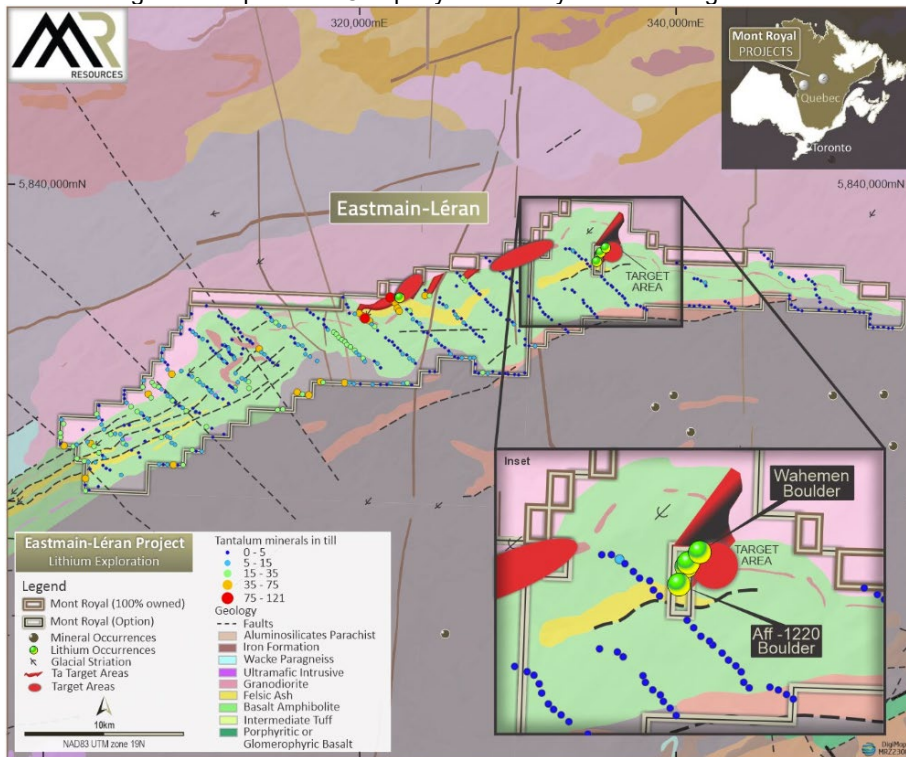 320,000mE
340,000mE
MR
RESOURCES
Mont Royal
PROJECTS
Quebec
Toronto
5,840,000mN
5,840,000mN
Eastmain-Léran
TARGET
AREA
Inset
Wahemen
Boulder
TARGET
AREA
Aff -1220
Boulder
Eastmain-Léran Project
Lithium Exploration
Legend
Mont Royal (100% owned)
Mont Royal (Option)
Mineral Occurrences
Lithium Occurrences
Glacial Striation
Ta Target Areas
Target Areas
10km
NAD83 UTM zone 19N
Tantalum minerals in till
0 - 5
5 - 15
15 - 35
35 - 75
75 - 121
Geology
Faults
Aluminosilicates Parachist
Iron Formation
Wacke Paragneiss
Ultramafic Intrusive
Granodiorite
Felsic Ash
Basalt Amphibolite
Intermediate Tuff
Porphyritic or
Glomerophyric Basalt